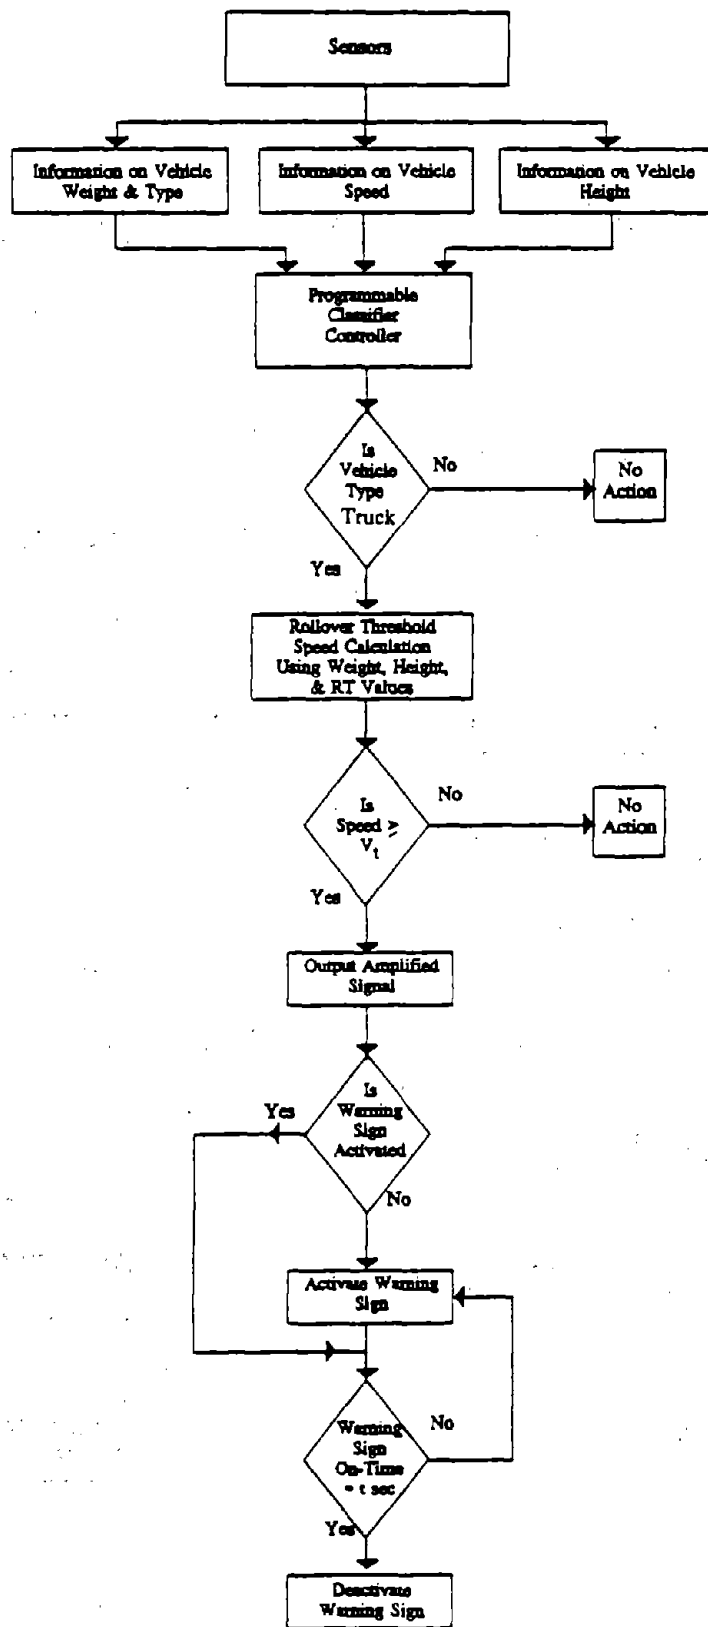 Sensors
Information on Vehicle
Weight & Type
Information on Vehicle
Speed
Information on Vehicle
Height
Programmable
Classifier
Controller
Is
Vehicle
Type
Truck
No
No
Action
Yes
Rollover Threshold
Speed Calculation
Using Weight, Height,
& RT Values
Is
Speed ≥
Vt
No
No
Action
Yes
Output Amplified
Signal
Is
Warning
Sign
Activated
Yes
No
Activate Warning
Sign
Warning
Sign
On-Time
= t sec
No
Yes
Deactivate
Warning Sign